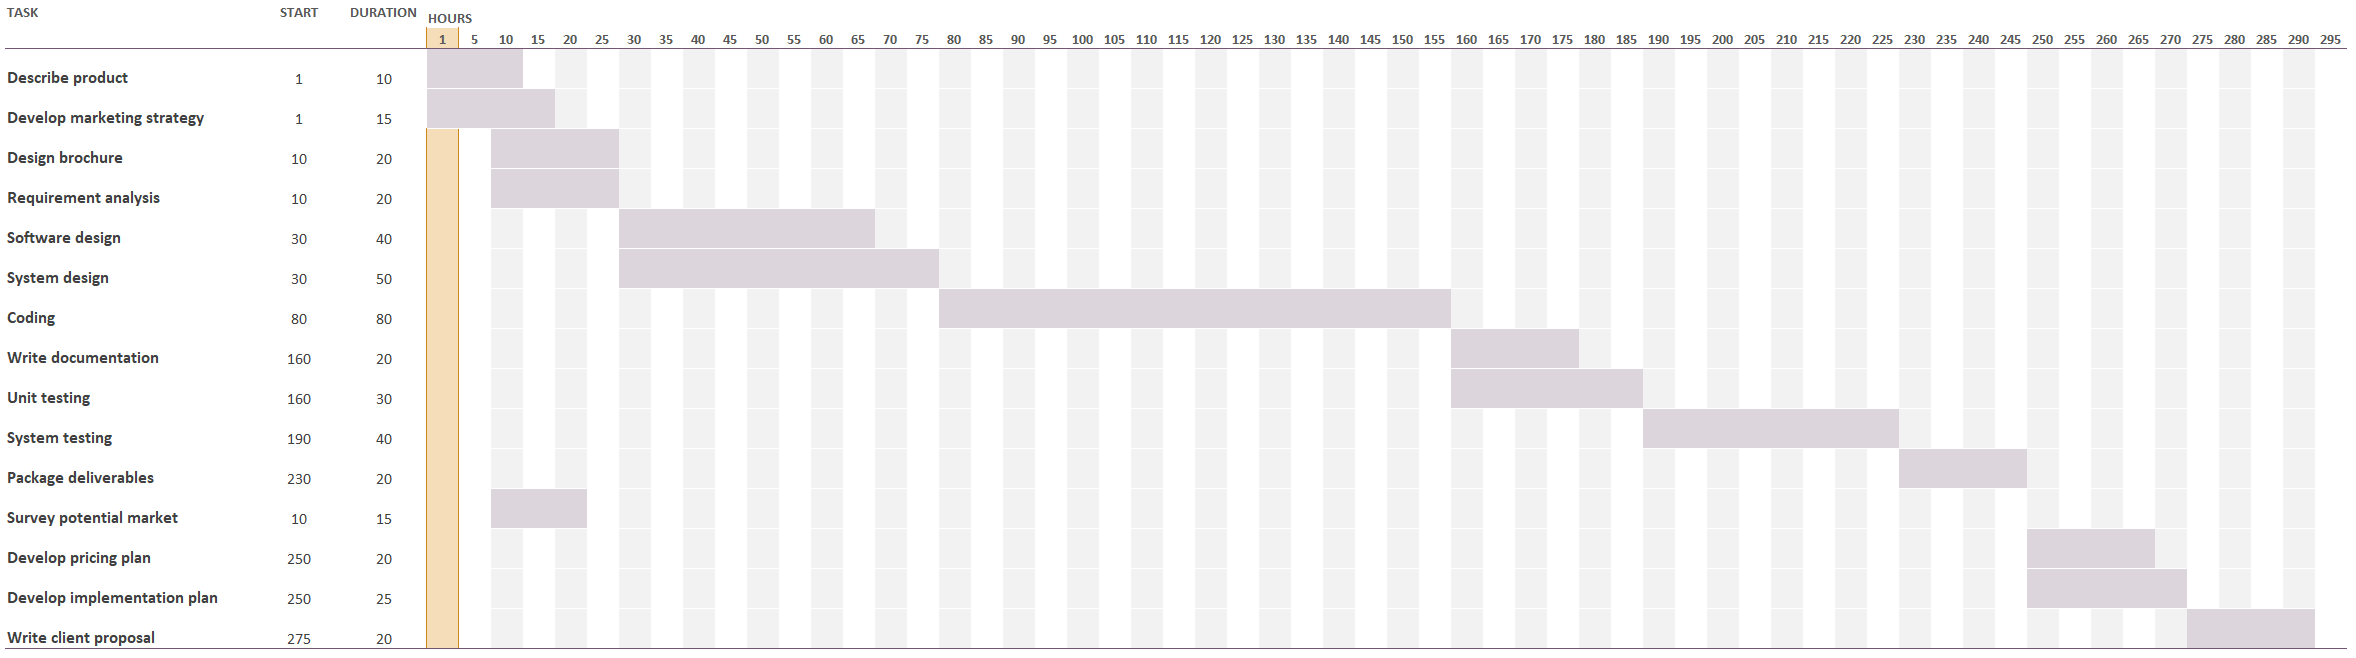 TASK START DURATION HOURS
1 5 10 15 20 25 30 35 40 45 50 55 60 65 70 75 80 85 90 95 100 105 110 115 120 125 130 135 140 145 150 155 160 165 170 175 180 185 190 195 200 205 210 215 220 225 230 235 240 245 250 255 260 265 270 275 280 285 290 295
Describe product 1 10
Develop marketing strategy 1 15
Design brochure 10 20
Requirement analysis 10 20
Software design 30 40
System design 30 50
Coding 80 80
Write documentation 160 20
Unit testing 160 30
System testing 190 40
Package deliverables 230 20
Survey potential market 10 15
Develop pricing plan 250 20
Develop implementation plan 250 25
Write client proposal 275 20